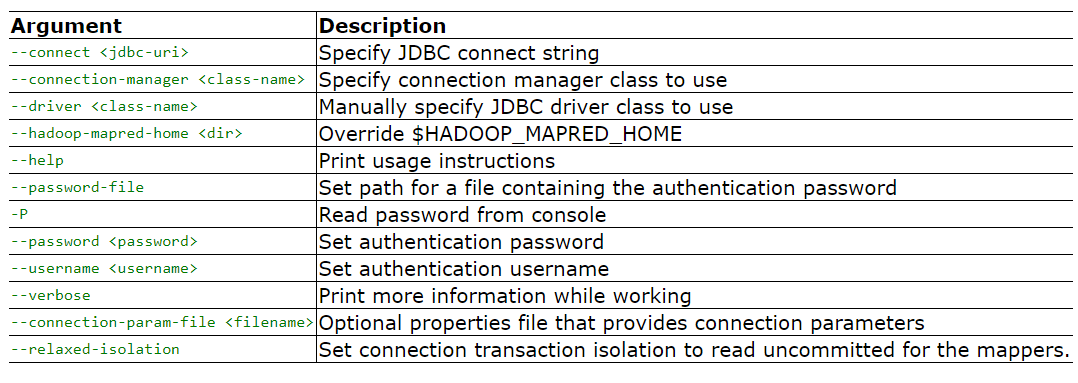 Argument Description
--connect <jdbc-uri> Specify JDBC connect string
--connection-manager <class-name> Specify connection manager class to use
--driver <class-name> Manually specify JDBC driver class to use
--hadoop-mapred-home <dir> Override $HADOOP_MAPRED_HOME
--help Print usage instructions
--password-file Set path for a file containing the authentication password
-P Read password from console
--password <password> Set authentication password
--username <username> Set authentication username
--verbose Print more information while working
--connection-param-file <filename> Optional properties file that provides connection parameters
--relaxed-isolation Set connection transaction isolation to read uncommitted for the mappers.